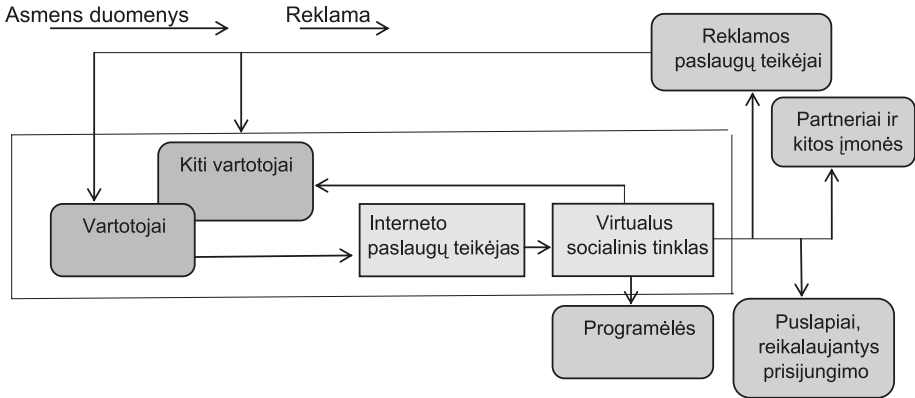 Asmens duomenys
Reklama
Reklamos
paslaugų teikėjai
Partneriai ir
kitos įmonės
Kiti vartotojai
Vartotojai
Interneto
paslaugų teikėjas
Virtualus
socialinis tinklas
Programėlės
Puslapiai,
reikalaujantys
prisijungimo